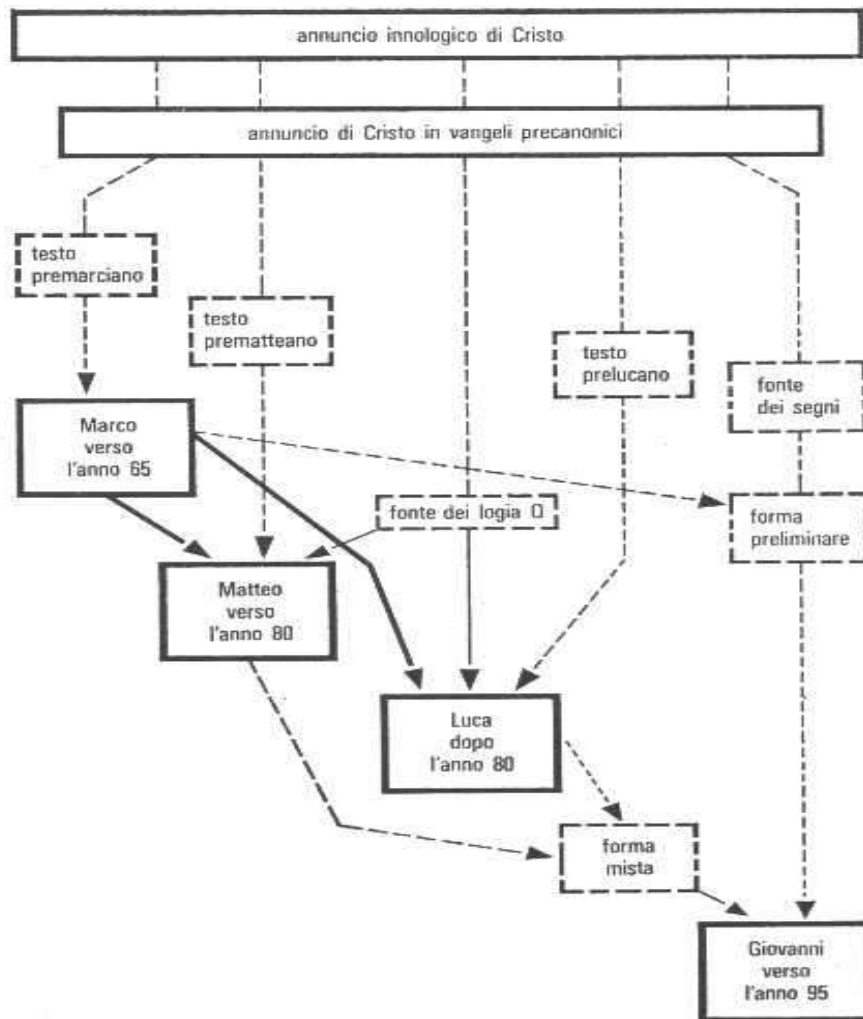 annuncio innologico di Cristo
annuncio di Cristo in vangeli precanonici
testo
premarciano
testo
prematteano
testo
prelucano
fonte
dei segni
Marco
verso
l'anno 65
fonte dei logia Q
forma
preliminare
Matteo
verso
l'anno 80
Luca
dopo
l'anno 80
forma
mista
Giovanni
verso
l'anno 95